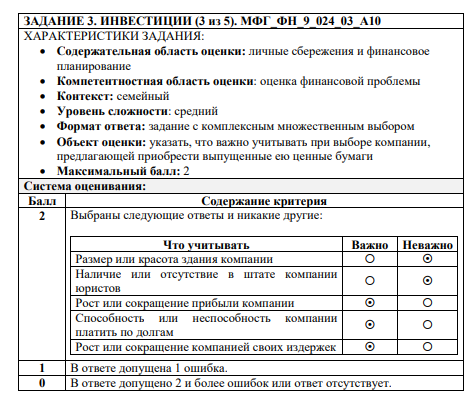 ЗАДАНИЕ 3. ИНВЕСТИЦИИ (3 из 5). МФГ_ФН_9_024_03_А10
ХАРАКТЕРИСТИКИ ЗАДАНИЯ:
• Содержательная область оценки: личные сбережения и финансовое
планирование
• Компетентностная область оценки: оценка финансовой проблемы
• Контекст: семейный
• Уровень сложности: средний
• Формат ответа: задание с комплексным множественным выбором
• Объект оценки: указать, что важно учитывать при выборе компании,
предлагающей приобрести выпущенные ею ценные бумаги
• Максимальный балл: 2
Система оценивания:
Балл Содержание критерия
2 Выбраны следующие ответы и никакие другие:
Что учитывать Важно Неважно
Размер или красота здания компании
Наличие или отсутствие в штате компании
юристов
Рост или сокращение прибыли компании
Способность или неспособность компании
платить по долгам
Рост или сокращение компанией своих издержек
1 В ответе допущена 1 ошибка.
0 В ответе допущено 2 и более ошибок или ответ отсутствует.